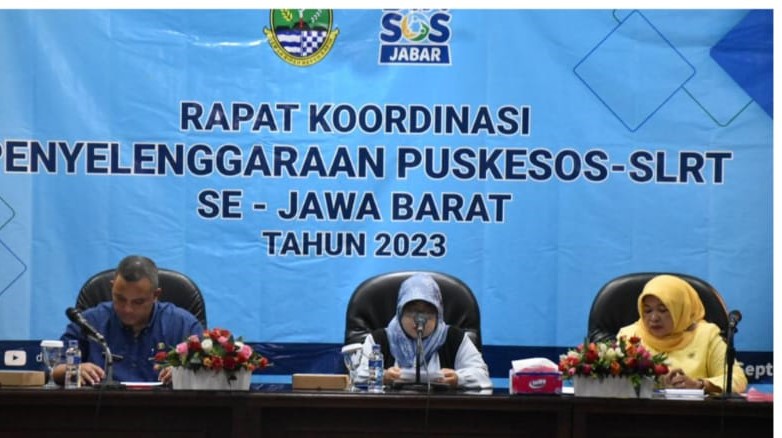 SOS
JABAR
RAPAT KOORDINASI
PENYELENGGARAAN PUSKESOS-SLRT
SE - JAWA BARAT
TAHUN 2023